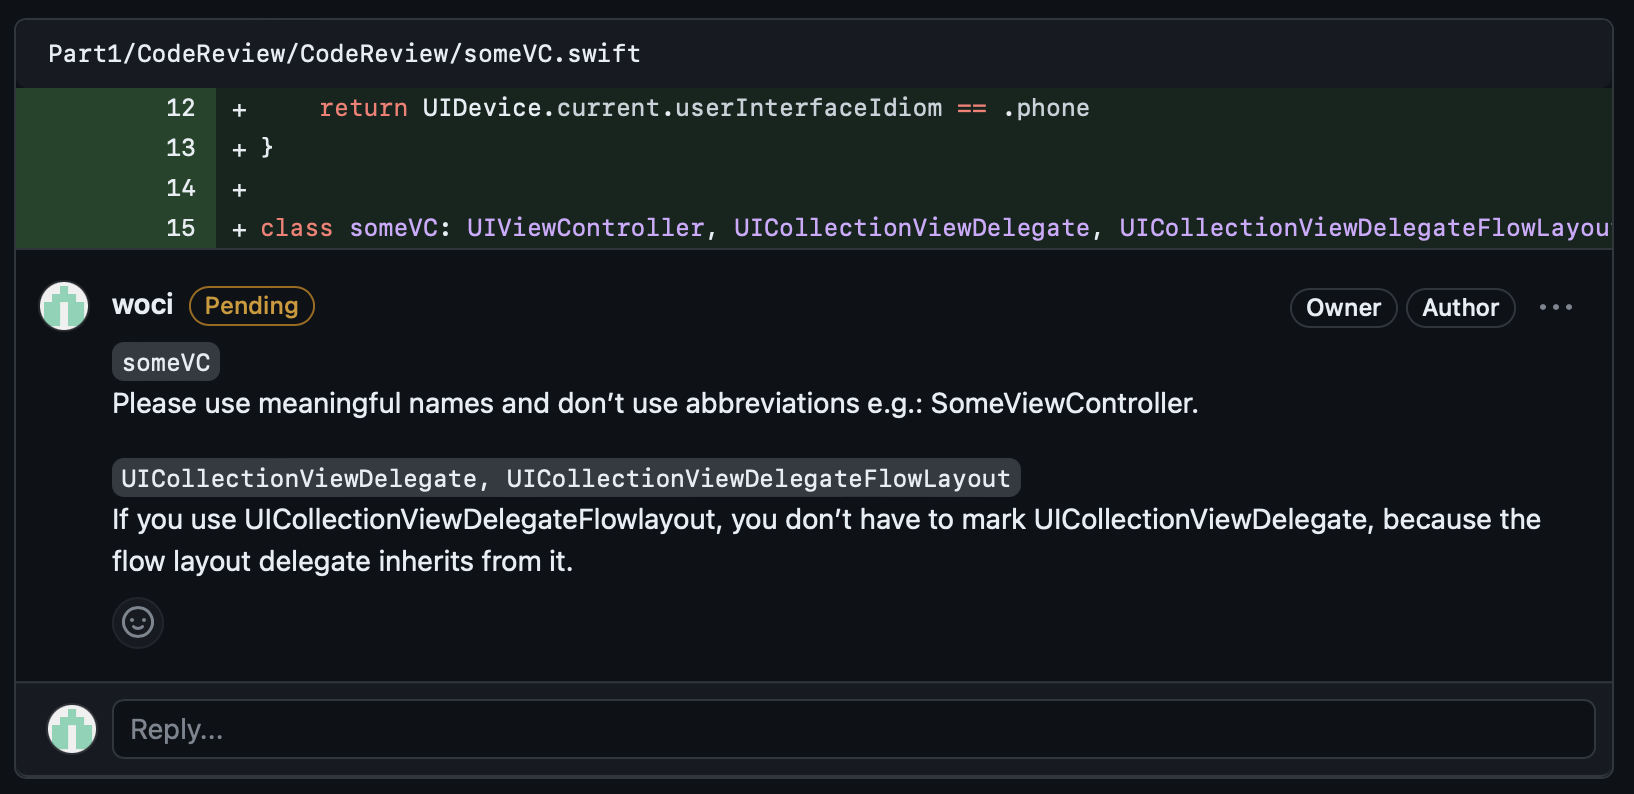 Part1/CodeReview/CodeReview/someVC.swift
12 + return UIDevice.current.userInterfaceIdiom == .phone
13 + }
14 +
15 + class someVC: UIViewController, UICollectionViewDelegate, UICollectionViewDelegateFlowLayou
woci Pending Owner Author ...
someVC
Please use meaningful names and don’t use abbreviations e.g.: SomeViewController.
UICollectionViewDelegate, UICollectionViewDelegateFlowLayout
If you use UICollectionViewDelegateFlowlayout, you don’t have to mark UICollectionViewDelegate, because the
flow layout delegate inherits from it.
Reply...